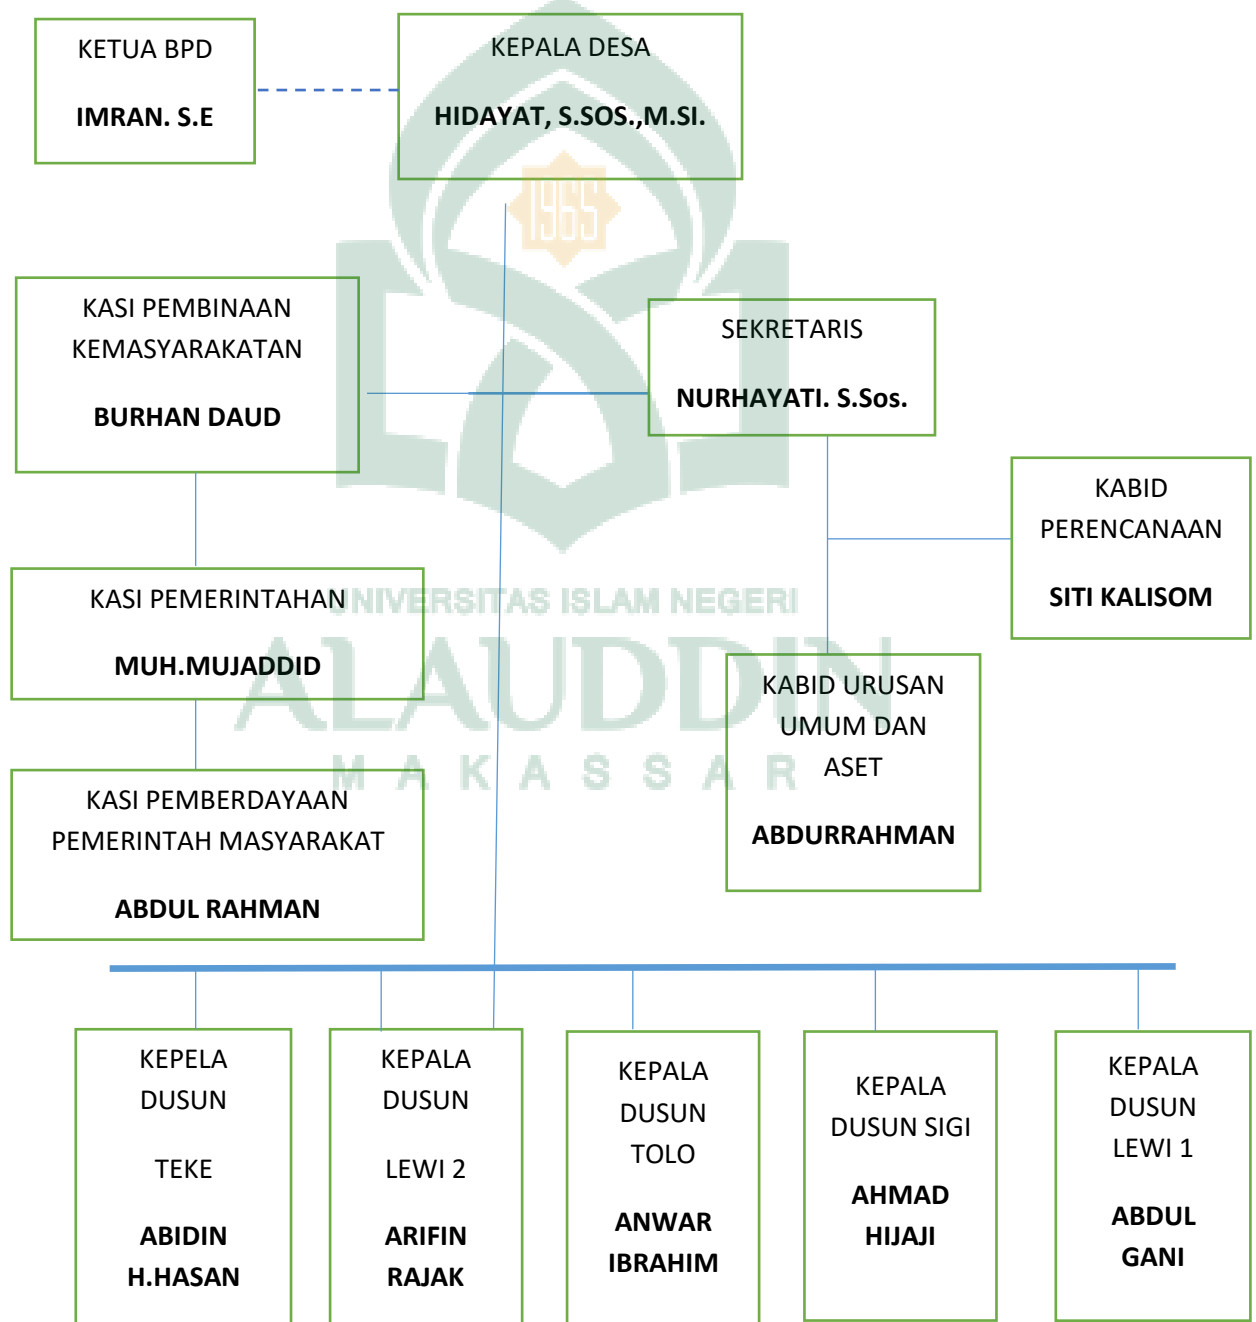 KETUA BPD
IMRAN. S.E
KEPALA DESA
HIDAYAT, S.SOS.,M.SI.
1965
KASI PEMBINAAN
KEMASYARAKATAN
BURHAN DAUD
SEKRETARIS
NURHAYATI. S.Sos.
KABID
PERENCANAAN
SITI KALISOM
KASI PEMERINTAHAN
MUH.MUJADDID
UNIVERSITAS ISLAM NEGERI
ALAUDDIN
MAKASSAR
KABID URUSAN
UMUM DAN
ASET
ABDURRAHMAN
KASI PEMBERDAYAAN
PEMERINTAH MASYARAKAT
ABDUL RAHMAN
KEPELA
DUSUN
TEKE
ABIDIN
H.HASAN
KEPALA
DUSUN
LEWI 2
ARIFIN
RAJAK
KEPALA
DUSUN
TOLO
ANWAR
IBRAHIM
KEPALA
DUSUN SIGI
AHMAD
HIJAJI
KEPALA
DUSUN
LEWI 1
ABDUL
GANI